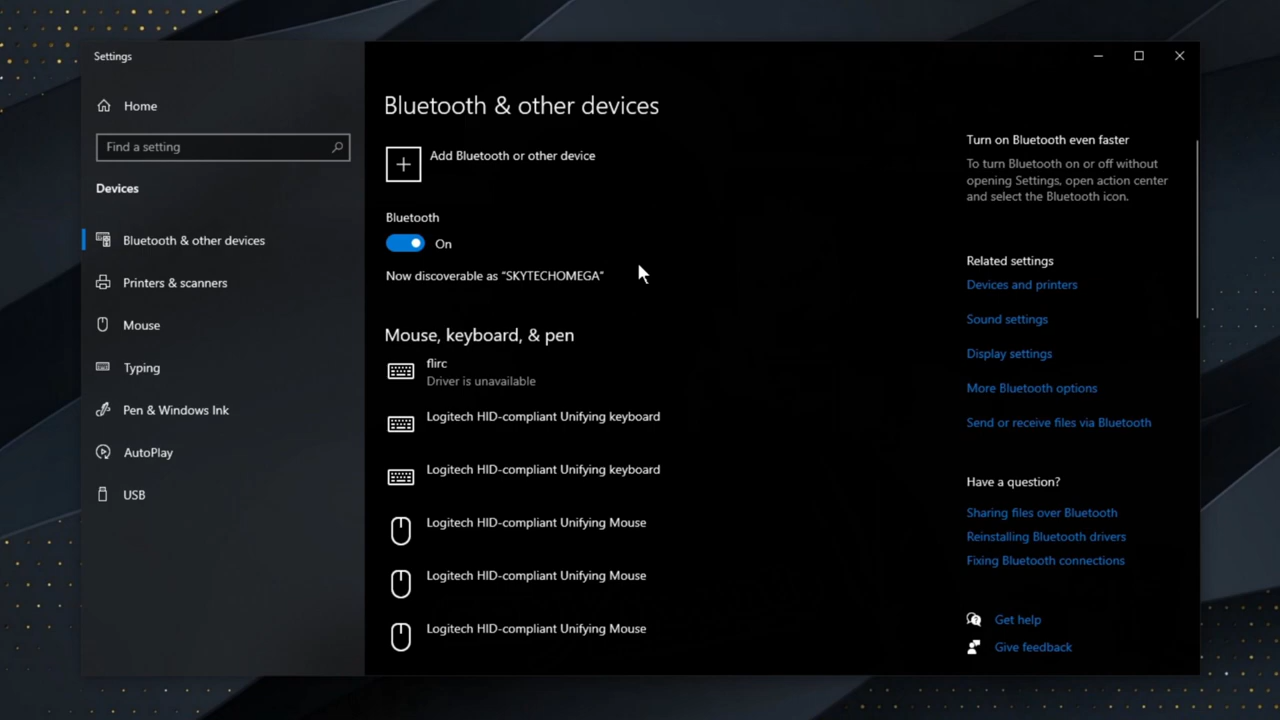 Settings
Home
Find a setting
Devices
Bluetooth & other devices
Printers & scanners
Mouse
Typing
Pen & Windows Ink
AutoPlay
USB
Bluetooth & other devices
Add Bluetooth or other device
Bluetooth
On
Now discoverable as "SKYTECHOMEGA"
Mouse, keyboard, & pen
flirc
Driver is unavailable
Logitech HID-compliant Unifying keyboard
Logitech HID-compliant Unifying keyboard
Logitech HID-compliant Unifying Mouse
Logitech HID-compliant Unifying Mouse
Logitech HID-compliant Unifying Mouse
Turn on Bluetooth even faster
To turn Bluetooth on or off without
opening Settings, open action center
and select the Bluetooth icon.
Related settings
Devices and printers
Sound settings
Display settings
More Bluetooth options
Send or receive files via Bluetooth
Have a question?
Sharing files over Bluetooth
Reinstalling Bluetooth drivers
Fixing Bluetooth connections
Get help
Give feedback